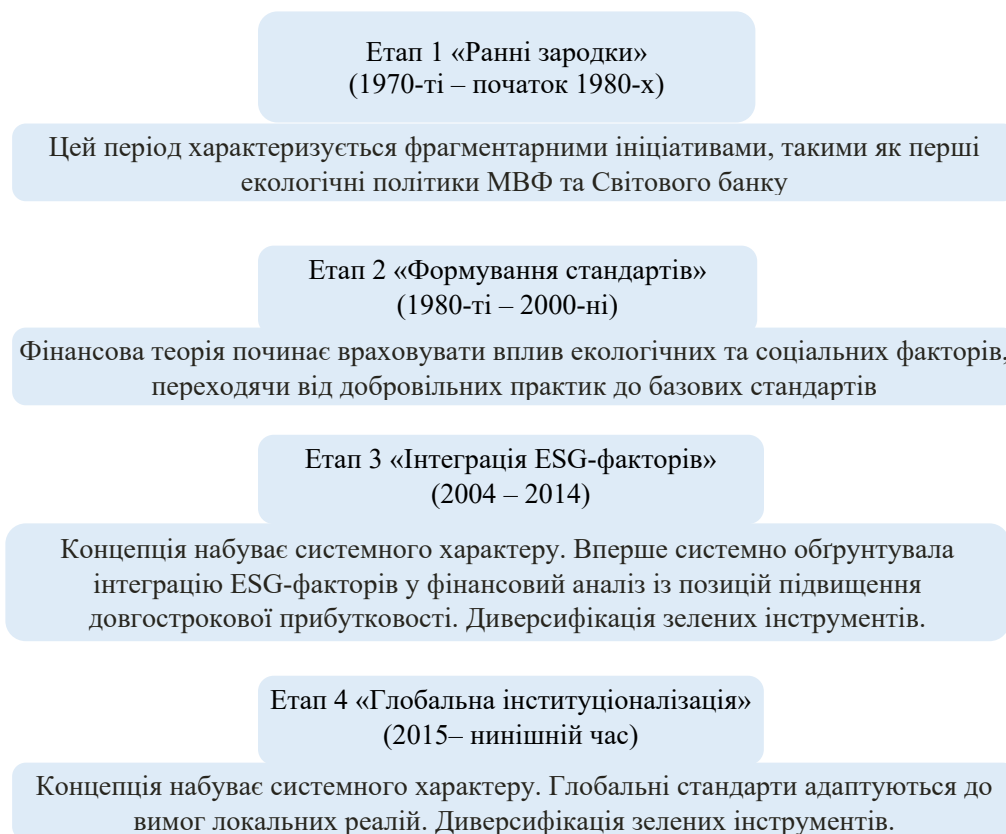 Етап 1 «Ранні зародки»
(1970-ті – початок 1980-х)
Цей період характеризується фрагментарними ініціативами, такими як перші
екологічні політики МВФ та Світового банку
Етап 2 «Формування стандартів»
(1980-ті – 2000-ні)
Фінансова теорія починає враховувати вплив екологічних та соціальних факторів,
переходячи від добровільних практик до базових стандартів
Етап 3 «Інтеграція ESG-факторів»
(2004 – 2014)
Концепція набуває системного характеру. Вперше системно обґрунтувала
інтеграцію ESG-факторів у фінансовий аналіз із позицій підвищення
довгострокової прибутковості. Диверсифікація зелених інструментів.
Етап 4 «Глобальна інституціоналізація»
(2015– нинішній час)
Концепція набуває системного характеру. Глобальні стандарти адаптуються до
вимог локальних реалій. Диверсифікація зелених інструментів.